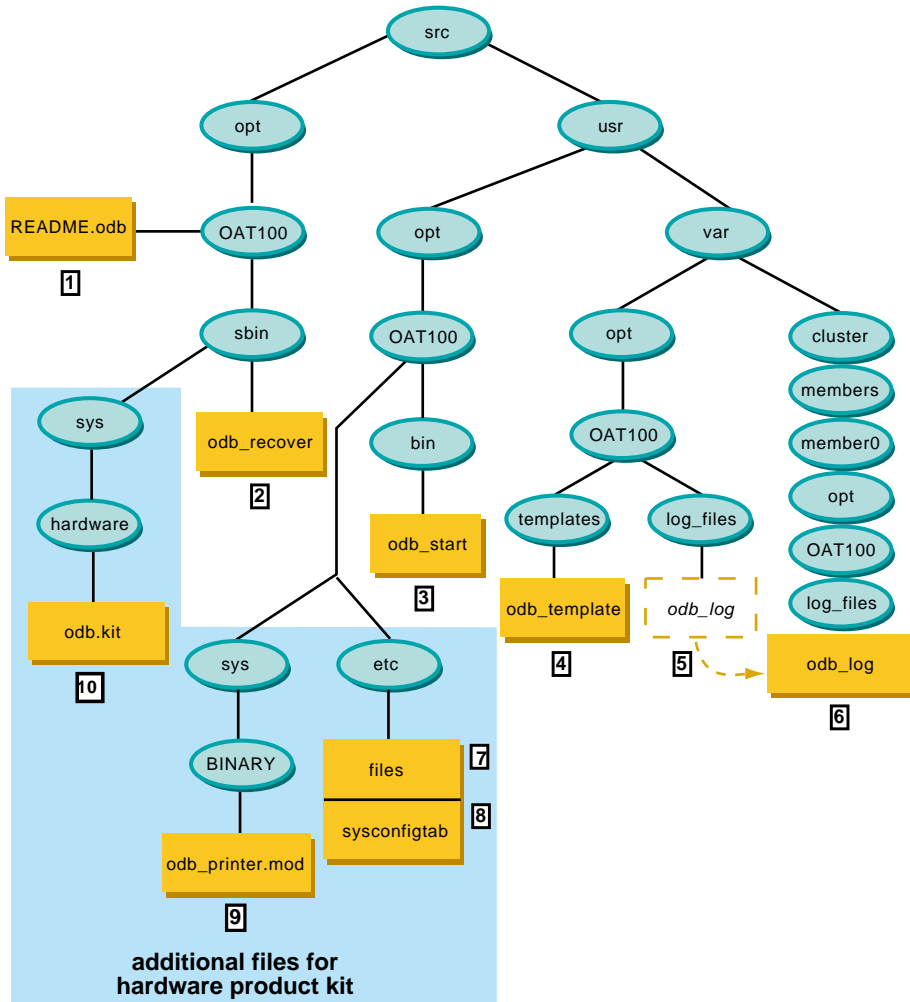 src
opt
usr
README.odb
OAT100
opt
var
1
sbin
OAT100
opt
cluster
sys
odb_recover
bin
OAT100
members
member0
2
hardware
odb_start
templates
log_files
opt
3
OAT100
odb.kit
odb_template
odb_log
log_files
10
sys
etc
4
5
odb_log
6
BINARY
files
7
sysconfigtab
8
odb_printer.mod
9
additional files for
hardware product kit